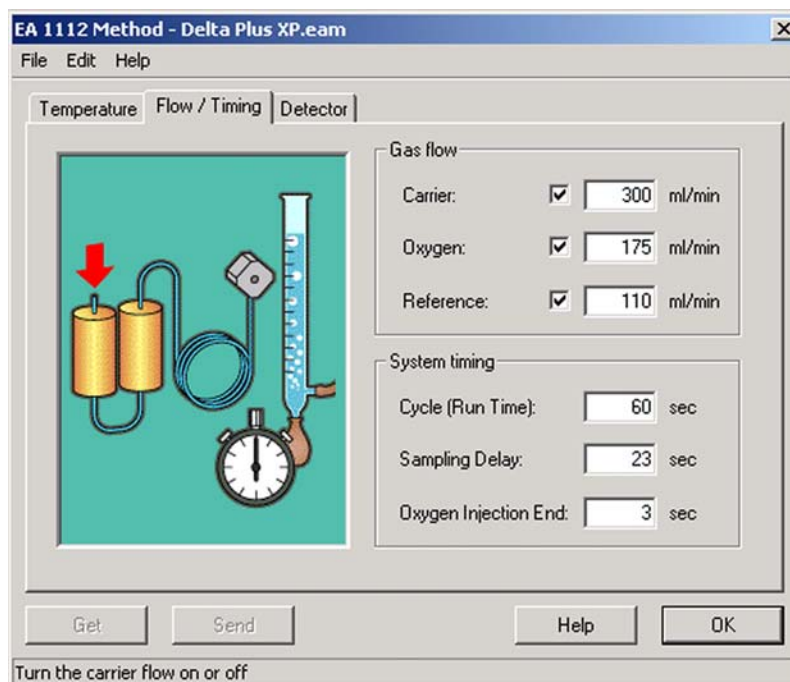 EA 1112 Method - Delta Plus XP.eam
File Edit Help
Temperature Flow / Timing Detector
Gas flow
Carrier: 300 ml/min
Oxygen: 175 ml/min
Reference: 110 ml/min
System timing
Cycle (Run Time): 60 sec
Sampling Delay: 23 sec
Oxygen Injection End: 3 sec
Get Send Help OK
Turn the carrier flow on or off